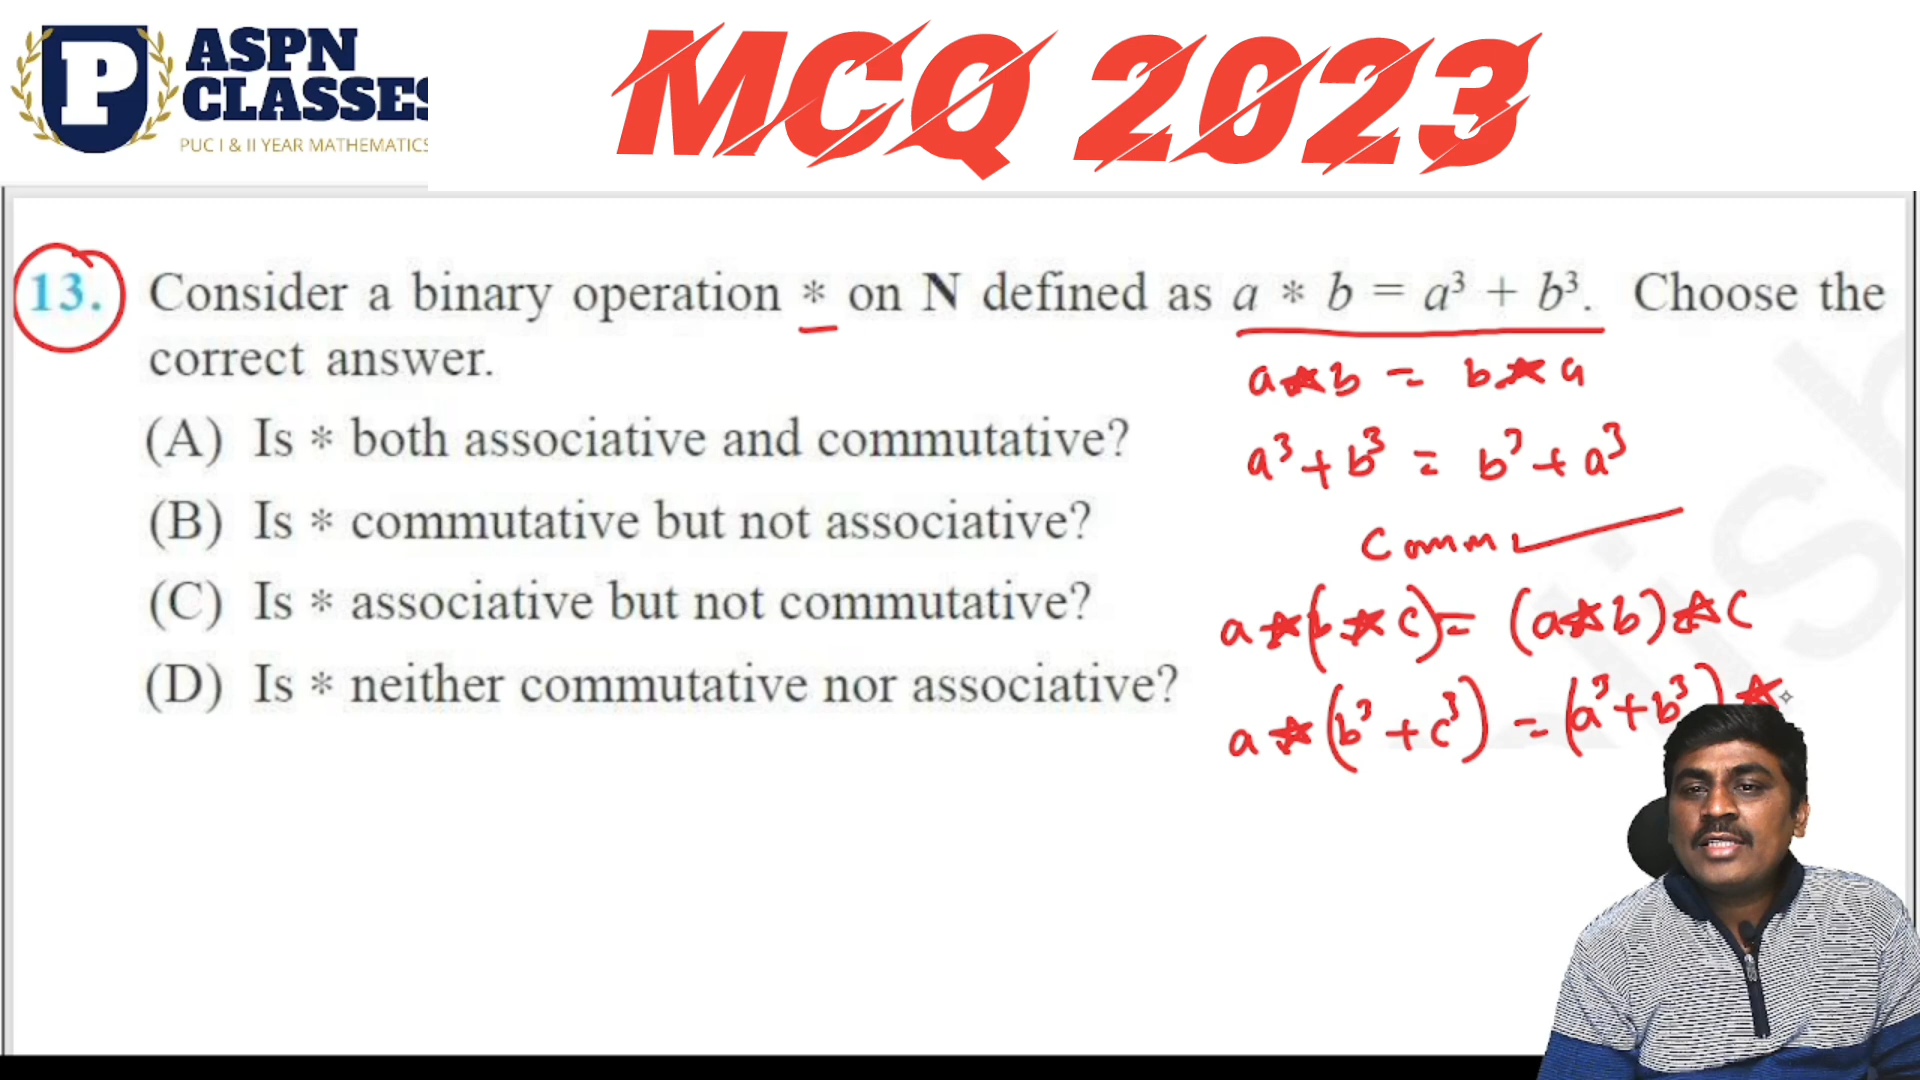 ASPN
CLASSES
PUC I & II YEAR MATHEMATICS
P
MCQ 2023
13. Consider a binary operation * on N defined as a * b = a³ + b³. Choose the
correct answer.
(A) Is * both associative and commutative?
(B) Is * commutative but not associative?
(C) Is * associative but not commutative?
(D) Is * neither commutative nor associative?
a★b = b★a
a³+b³ = b³+a³
Comm ✓
a★(b★c) = (a★b)★c
a★(b³+c³) = (a³+b³)★